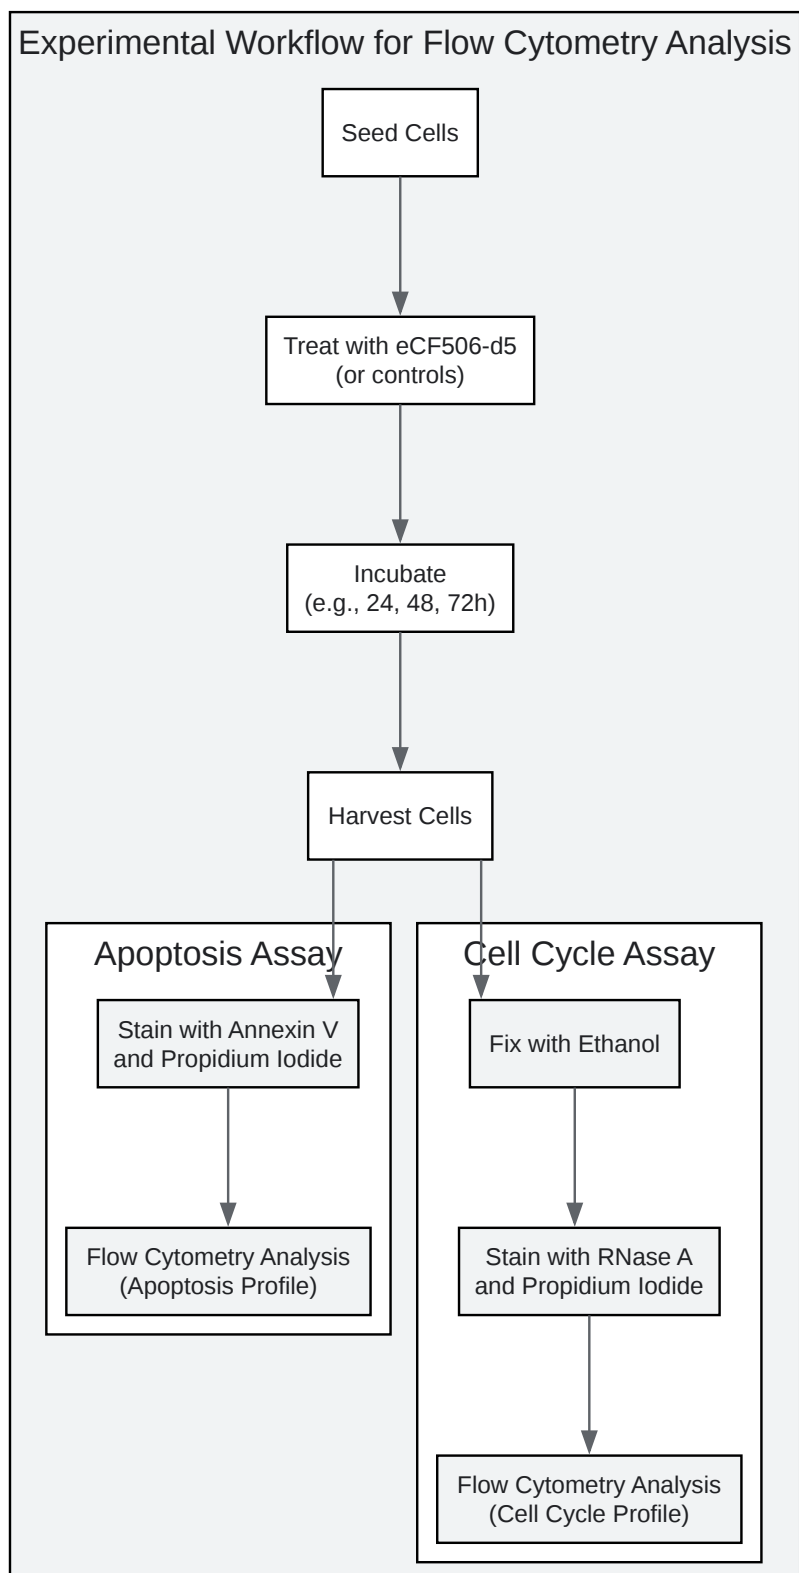 Experimental Workflow for Flow Cytometry Analysis
Seed Cells
Treat with eCF506-d5
(or controls)
Incubate
(e.g., 24, 48, 72h)
Harvest Cells
Apoptosis Assay
Stain with Annexin V
and Propidium Iodide
Flow Cytometry Analysis
(Apoptosis Profile)
Cell Cycle Assay
Fix with Ethanol
Stain with RNase A
and Propidium Iodide
Flow Cytometry Analysis
(Cell Cycle Profile)